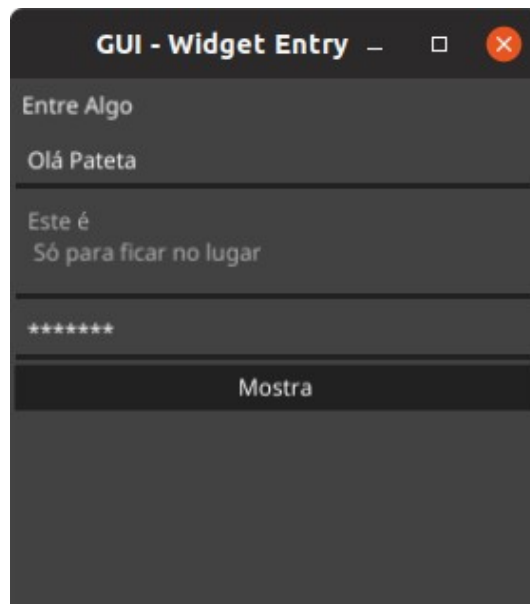 GUI - Widget Entry
Entre Algo
Olá Pateta
Este é
Só para ficar no lugar
*******
Mostra